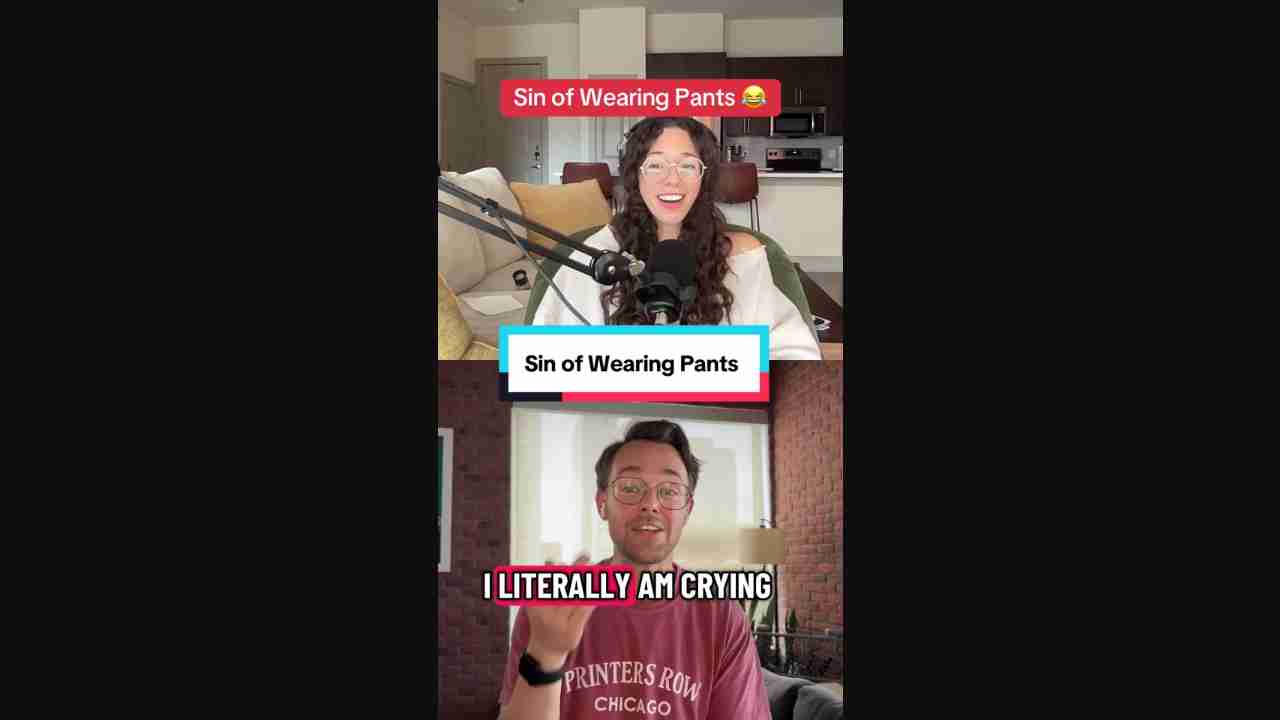 Sin of Wearing Pants 😂
Sin of Wearing Pants
I LITERALLY AM CRYING
PRINTERS ROW
CHICAGO